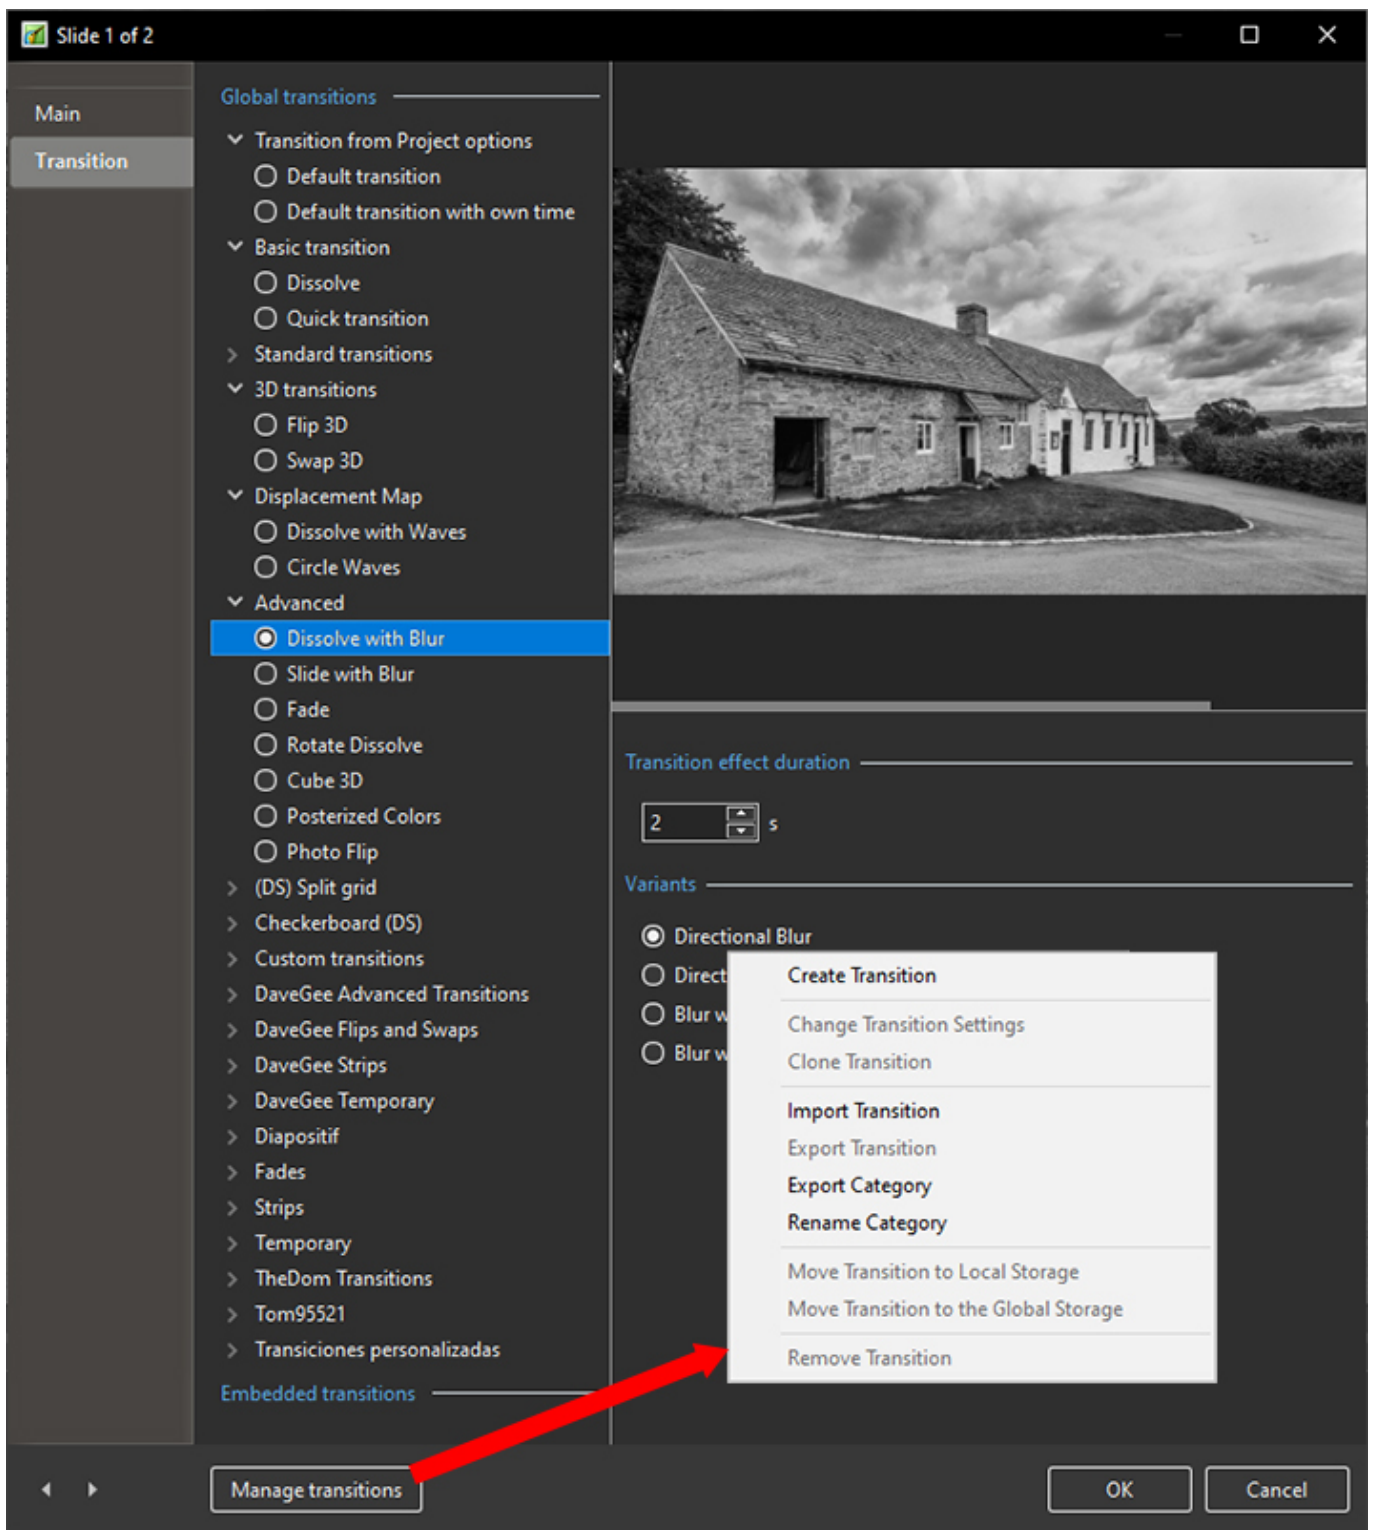 Slide 1 of 2
Main
Transition
Global transitions
Transition from Project options
Default transition
Default transition with own time
Basic transition
Dissolve
Quick transition
Standard transitions
3D transitions
Flip 3D
Swap 3D
Displacement Map
Dissolve with Waves
Circle Waves
Advanced
Dissolve with Blur
Slide with Blur
Fade
Rotate Dissolve
Cube 3D
Posterized Colors
Photo Flip
(DS) Split grid
Checkerboard (DS)
Custom transitions
DaveGee Advanced Transitions
DaveGee Flips and Swaps
DaveGee Strips
DaveGee Temporary
Diapositif
Fades
Strips
Temporary
TheDom Transitions
Tom95521
Transiciones personalizadas
Embedded transitions
Transition effect duration
2 s
Variants
Directional Blur
Direct
Blur w
Blur w
Create Transition
Change Transition Settings
Clone Transition
Import Transition
Export Transition
Export Category
Rename Category
Move Transition to Local Storage
Move Transition to the Global Storage
Remove Transition
Manage transitions
OK
Cancel